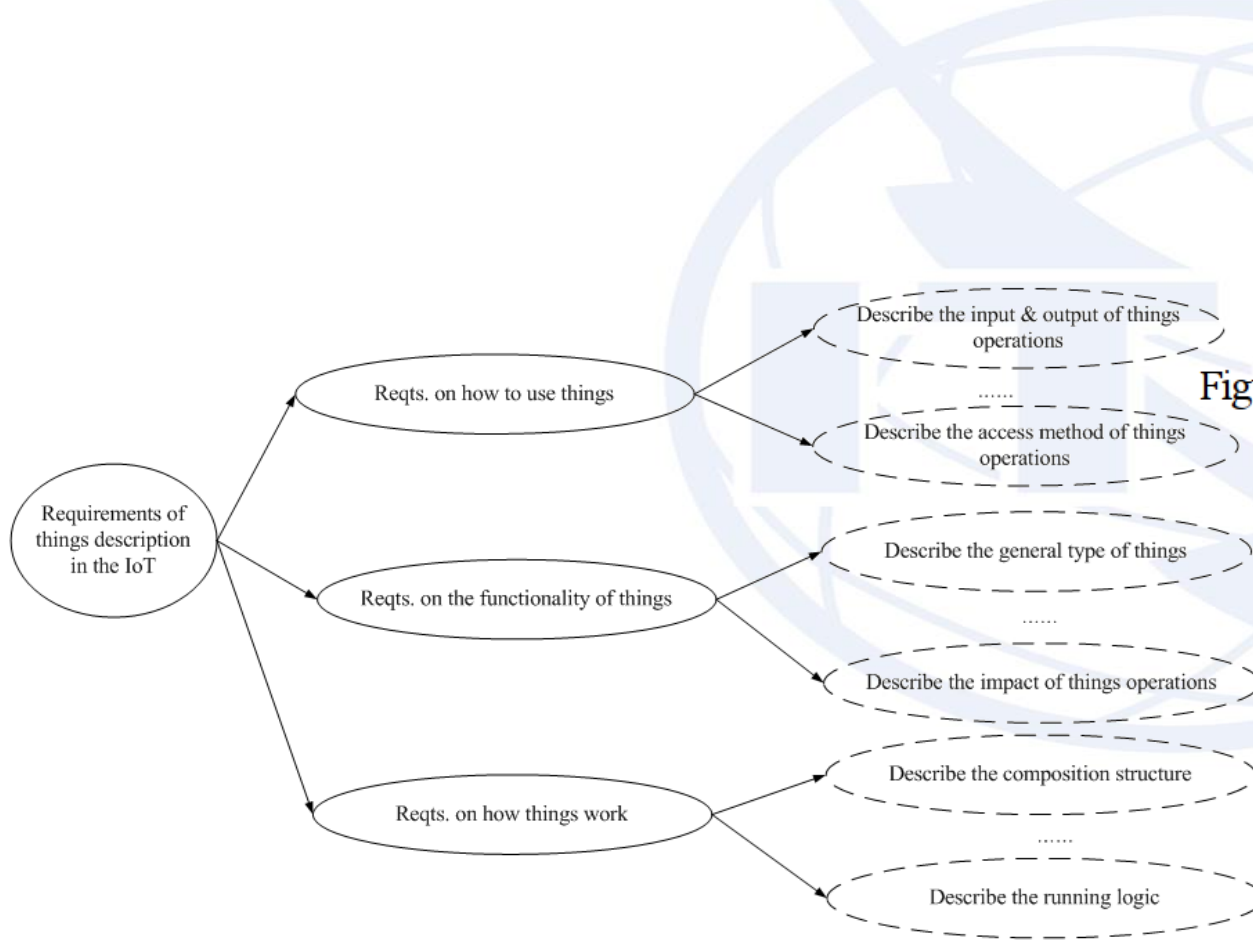 Requirements of
things description
in the IoT
Reqts. on how to use things
Describe the input & output of things
operations
......
Describe the access method of things
operations
Fig
Reqts. on the functionality of things
Describe the general type of things
......
Describe the impact of things operations
Reqts. on how things work
Describe the composition structure
......
Describe the running logic